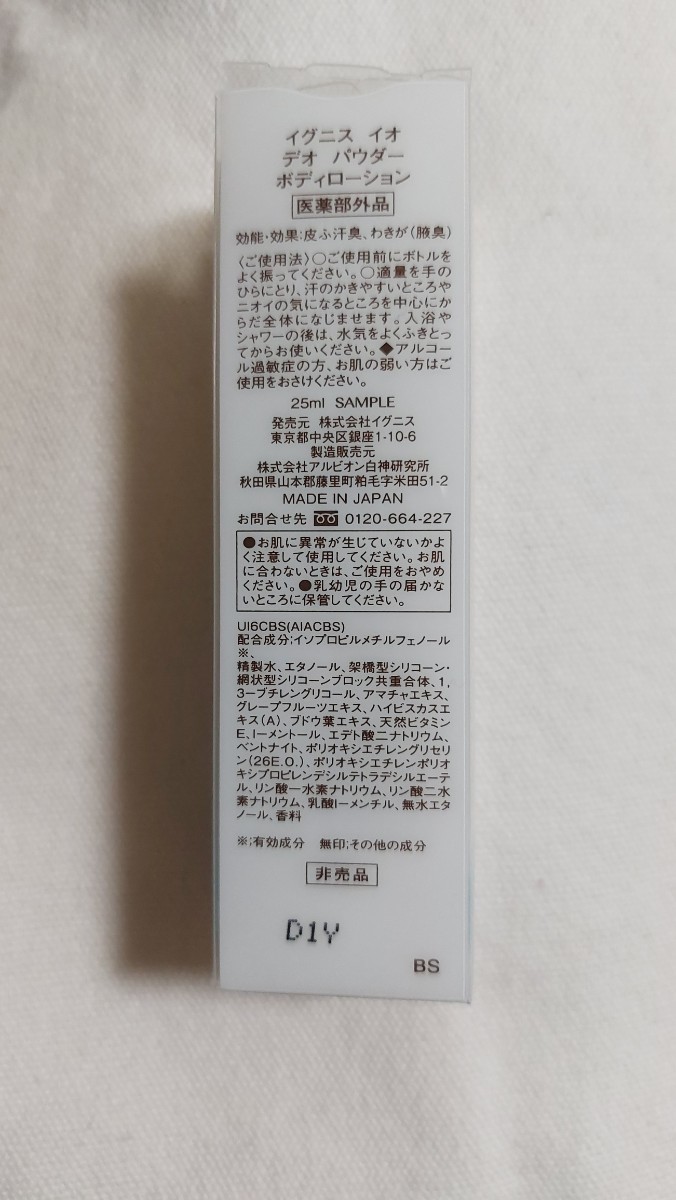 イグニス イオ
デオ パウダー
ボディローション
医薬部外品
効能・効果:皮ふ汗臭、わきが(腋臭)
〈ご使用法〉○ご使用前にボトルを
よく振ってください。○適量を手の
ひらにとり、汗のかきやすいところや
ニオイの気になるところを中心にか
らだ全体になじませます。入浴や
シャワーの後は、水気をよくふきとっ
てからお使いください。◆アルコー
ル過敏症の方、お肌の弱い方はご
使用をおさけください。
25ml SAMPLE
発売元 株式会社イグニス
東京都中央区銀座1-10-6
製造販売元
株式会社アルビオン白神研究所
秋田県山本郡藤里町粕毛字米田51-2
MADE IN JAPAN
お問合せ先 0120-664-227
●お肌に異常が生じていないかよ
く注意して使用してください。お肌
に合わないときは、ご使用をおやめ
ください。●乳幼児の手の届かな
いところに保管してください。
UI6CBS(AIACBS)
配合成分;イソプロピルメチルフェノール
※、
精製水、エタノール、架橋型シリコーン・
網状型シリコーンブロック共重合体、1,
3ーブチレングリコール、アマチャエキス、
グレープフルーツエキス、ハイビスカスエ
キス(A)、ブドウ葉エキス、天然ビタミン
E、lーメントール、エデト酸二ナトリウム、
ベントナイト、ポリオキシエチレングリセリ
ン(26E.O.)、ポリオキシエチレンポリオ
キシプロピレンデシルテトラデシルエーテ
ル、リン酸一水素ナトリウム、リン酸二水
素ナトリウム、乳酸lーメンチル、無水エタ
ノール、香料
※;有効成分 無印;その他の成分
非売品
D1Y
BS